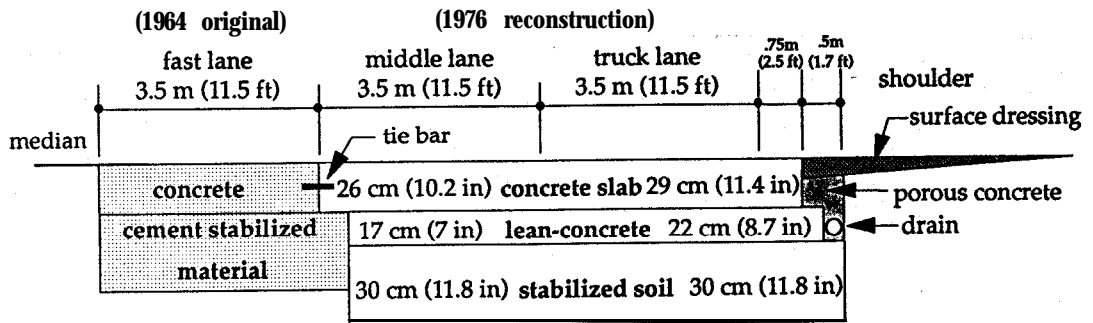 (1964 original) (1976 reconstruction)
fast lane middle lane truck lane .75m .5m
3.5 m (11.5 ft) 3.5 m (11.5 ft) 3.5 m (11.5 ft) (2.5 ft) (1.7 ft)
shoulder
surface dressing
median
tie bar
concrete 26 cm (10.2 in) concrete slab 29 cm (11.4 in)
porous concrete
cement stabilized 17 cm (7 in) lean-concrete 22 cm (8.7 in)
drain
material
30 cm (11.8 in) stabilized soil 30 cm (11.8 in)